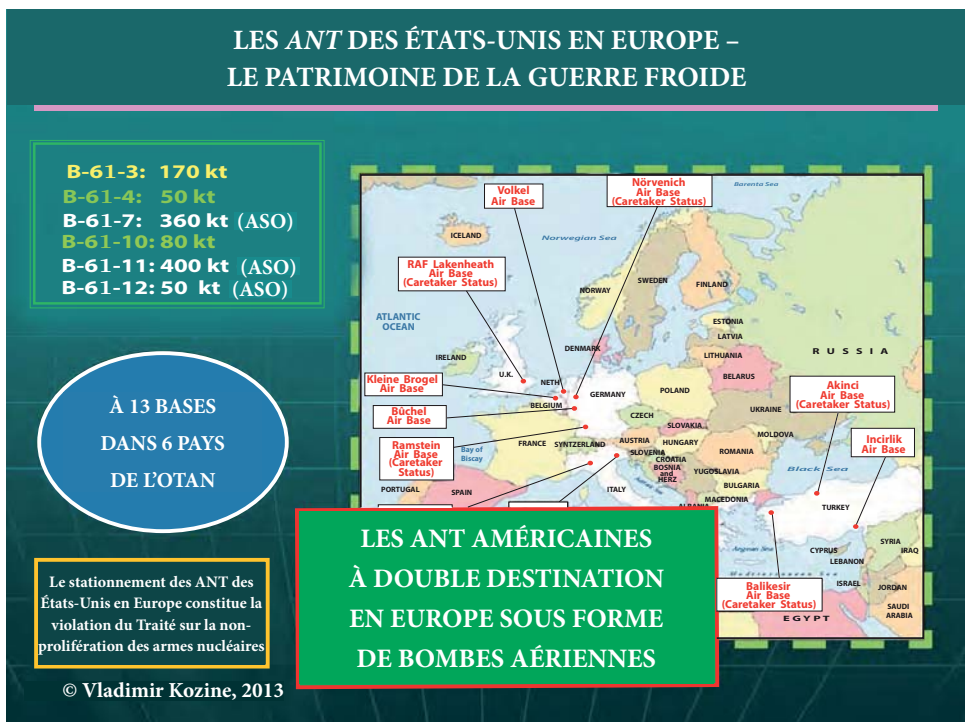 LES ANT DES ÉTATS-UNIS EN EUROPE –
LE PATRIMOINE DE LA GUERRE FROIDE
B-61-3: 170 kt
B-61-4: 50 kt
B-61-7: 360 kt (ASO)
B-61-10: 80 kt
B-61-11: 400 kt (ASO)
B-61-12: 50 kt (ASO)
À 13 BASES
DANS 6 PAYS
DE L’OTAN
Le stationnement des ANT des
États-Unis en Europe constitue la
violation du Traité sur la non-
prolifération des armes nucléaires
© Vladimir Kozine, 2013
Volkel
Air Base
Nörvenich
Air Base
(Caretaker Status)
Barenta Sea
ICELAND
Norwegian Sea
RAF Lakenheath
Air Base
(Caretaker Status)
SWEDEN
FINLAND
NORWAY
ATLANTIC
OCEAN
ESTONIA
LATVIA
RUSSIA
DENMARK
LITHUANIA
IRELAND
BELARUS
U.K.
NETH
Kleine Brogel
Air Base
GERMANY
POLAND
Akinci
Air Base
(Caretaker Status)
BELGIUM
Bûchel
Air Base
CZECH
UKRAINE
SLOVAKIA
Ramstein
Air Base
(Caretaker
Status)
FRANCE
SYNTZERLAND
AUSTRIA
HUNGARY
MOLDOVA
Incirlik
Air Base
Bay of
Biscay
SLOVENIA
CROATIA
ROMANIA
BOSNIA
and
HERZ
YUGOSLAVIA
Black Sea
BULGARIA
PORTUGAL
SPAIN
ITALY
MACEDONIA
TURKEY
Aegean Sea
CYPRUS
SYRIA
IRAQ
LEBANON
Mediterranean Sea
ISRAEL
JORDAN
Balikesir
Air Base
(Caretaker Status)
SAUDI
ARABIA
EGYPT
LES ANT AMÉRICAINES
À DOUBLE DESTINATION
EN EUROPE SOUS FORME
DE BOMBES AÉRIENNES